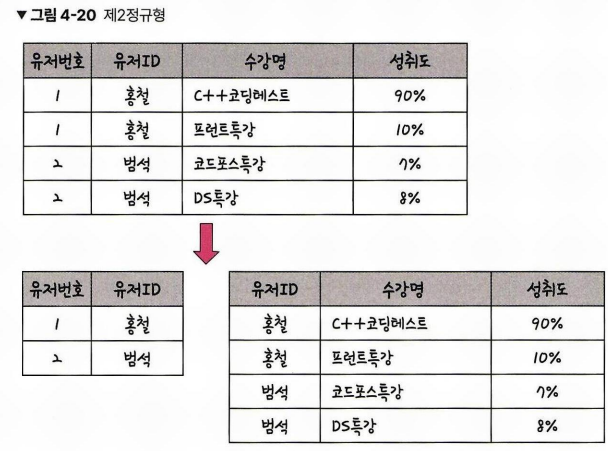 ▼ 그림 4-20 제2정규형
유저번호 유저ID 수강명 성취도
1 홍철 C++코딩테스트 90%
1 홍철 프런트특강 10%
2 범석 코드포스특강 7%
2 범석 DS특강 8%
유저번호 유저ID
1 홍철
2 범석
유저ID 수강명 성취도
홍철 C++코딩테스트 90%
홍철 프런트특강 10%
범석 코드포스특강 7%
범석 DS특강 8%